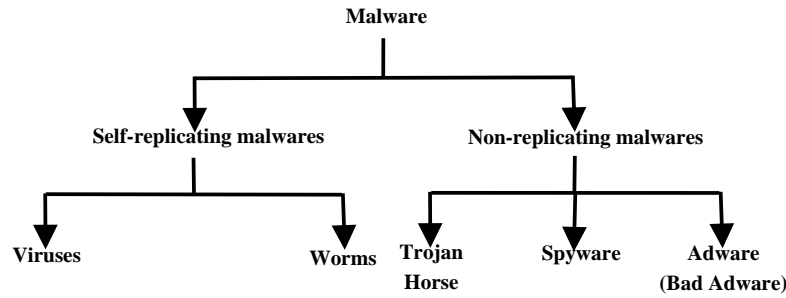 Malware
Self-replicating malwares
Non-replicating malwares
Viruses
Worms
Trojan
Horse
Spyware
Adware
(Bad Adware)